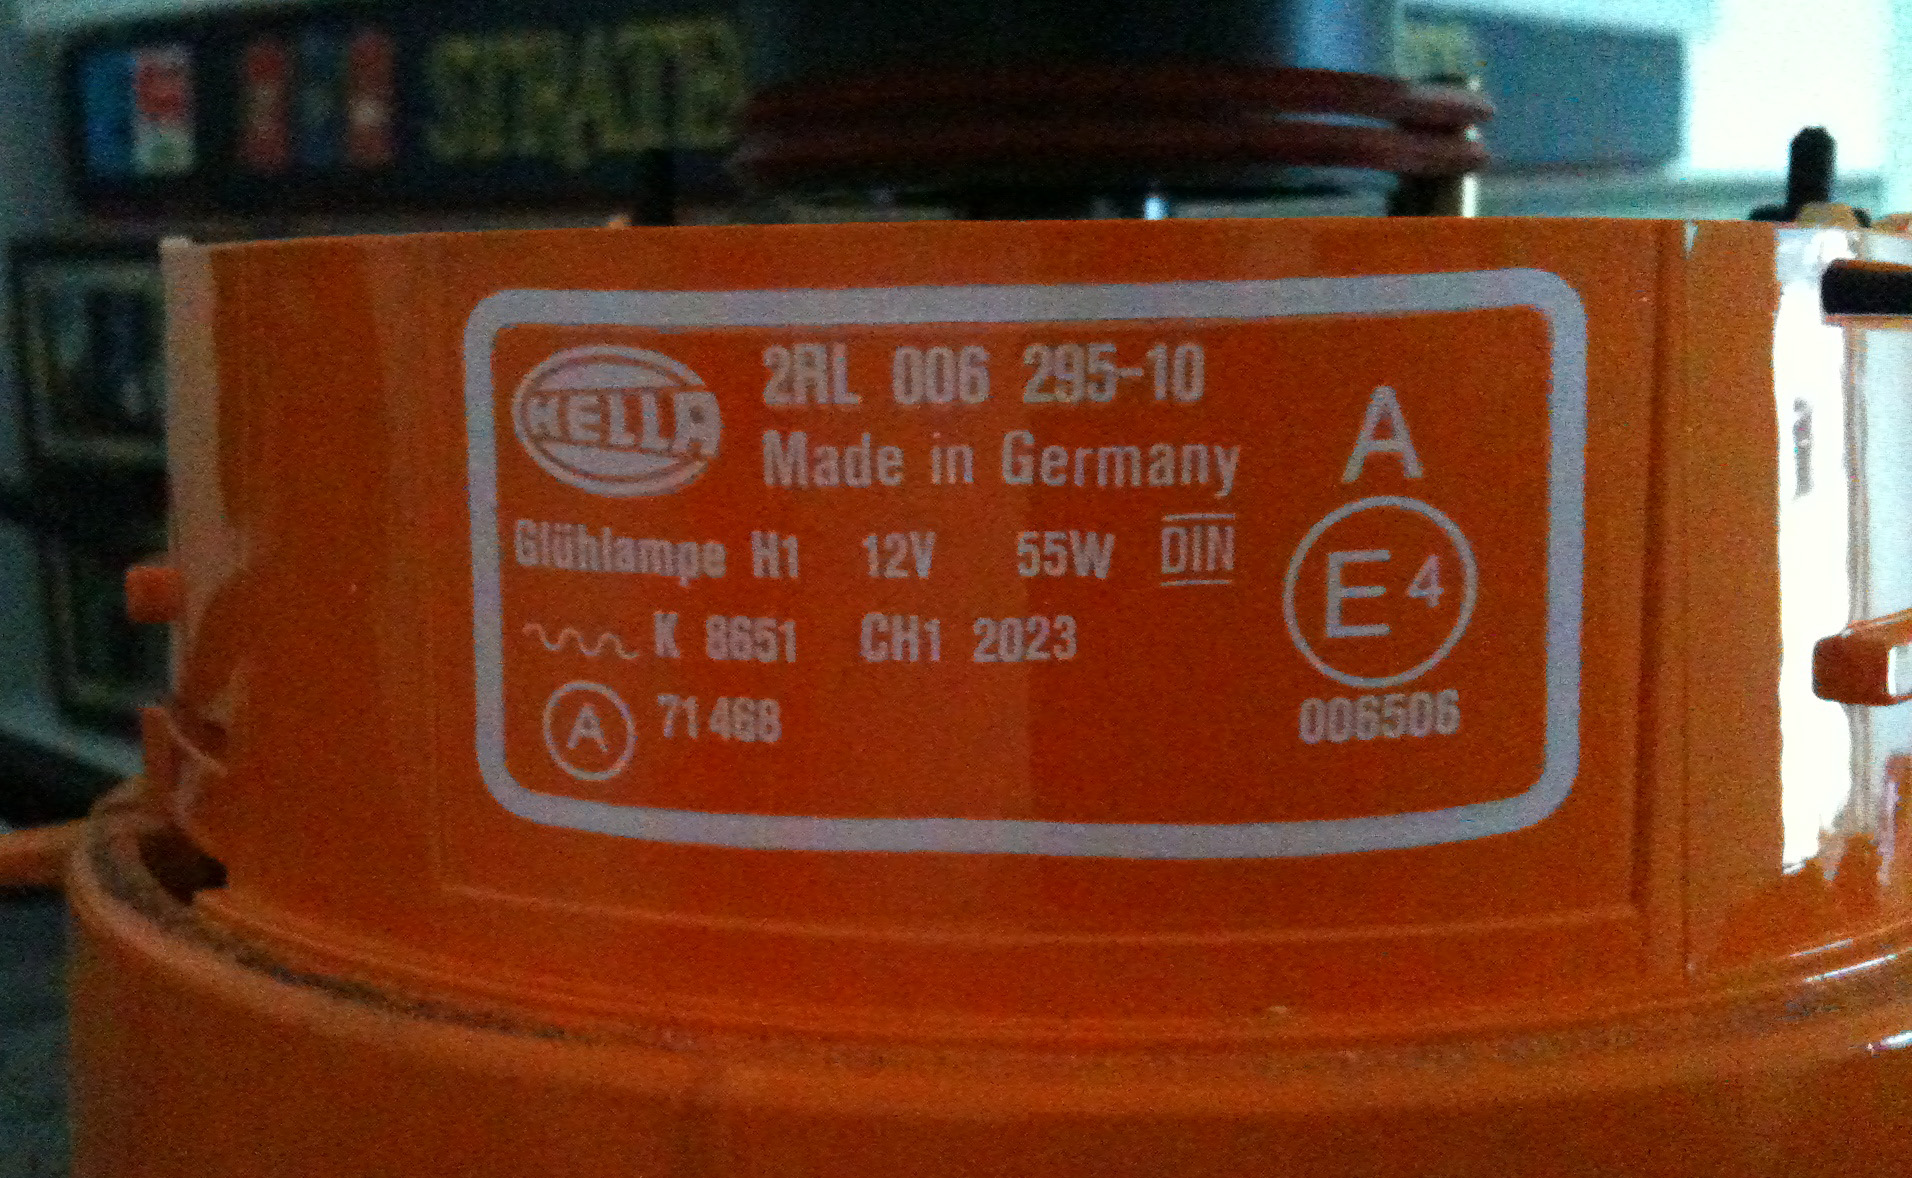 STRATE
HELLA
2RL 006 295-10
Made in Germany
A
Glühlampe H1 12V 55W DIN
E4
K 8651 CH1 2023
A 71468
006506